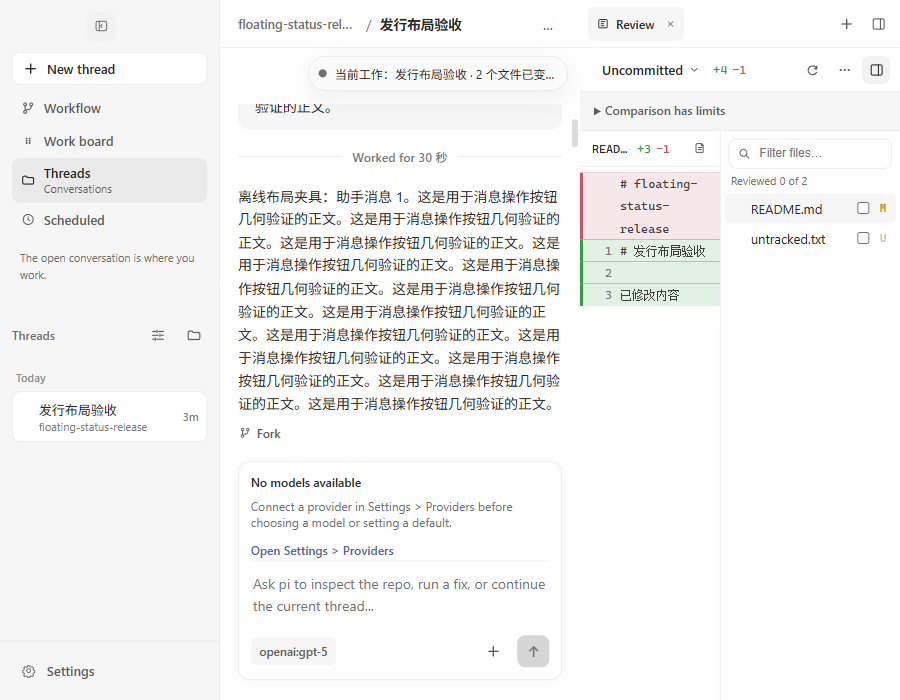 New thread
Workflow
Work board
Threads
Conversations
Scheduled
The open conversation is where you
work.
Threads
Today
发行布局验收
floating-status-release
3m
Settings
floating-status-rel... / 发行布局验收
...
当前工作：发行布局验收 · 2 个文件已变...
验证的正文。
Worked for 30 秒
离线布局夹具：助手消息 1。这是用于消息操作按钮
几何验证的正文。这是用于消息操作按钮几何验证的
正文。这是用于消息操作按钮几何验证的正文。这是
用于消息操作按钮几何验证的正文。这是用于消息操
作按钮几何验证的正文。这是用于消息操作按钮几何
验证的正文。这是用于消息操作按钮几何验证的正
文。这是用于消息操作按钮几何验证的正文。这是用
于消息操作按钮几何验证的正文。这是用于消息操作
按钮几何验证的正文。这是用于消息操作按钮几何验
证的正文。这是用于消息操作按钮几何验证的正文。
Fork
No models available
Connect a provider in Settings > Providers before
choosing a model or setting a default.
Open Settings > Providers
Ask pi to inspect the repo, run a fix, or continue
the current thread...
openai:gpt-5
Review
Uncommitted +4 −1
Comparison has limits
READ... +3 −1
# floating-
status-
release
1 # 发行布局验收
2
3 已修改内容
Filter files...
Reviewed 0 of 2
README.md M
untracked.txt U